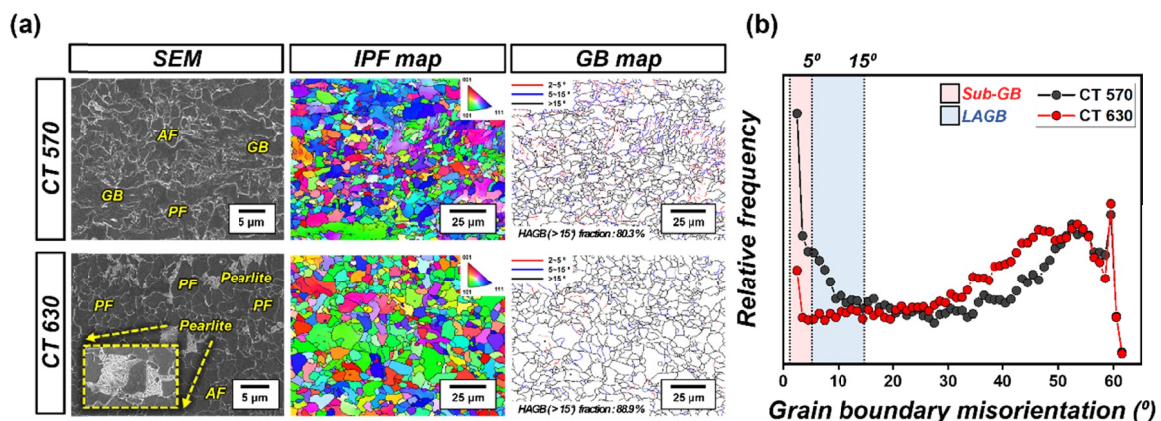 (a)
SEM
IPF map
GB map
CT 570
AF
GB
GB
PF
5 μm
001
101
111
25 μm
2~5 °
5~15 °
>15 °
25 μm
HAGB (> 15°) fraction : 80.3 %
CT 630
PF
Pearlite
PF
PF
Pearlite
AF
5 μm
001
101
111
25 μm
2~5 °
5~15 °
>15 °
25 μm
HAGB (> 15°) fraction : 88.9 %
(b)
5º
15º
Sub-GB
LAGB
CT 570
CT 630
Relative frequency
0
10
20
30
40
50
60
Grain boundary misorientation (º)